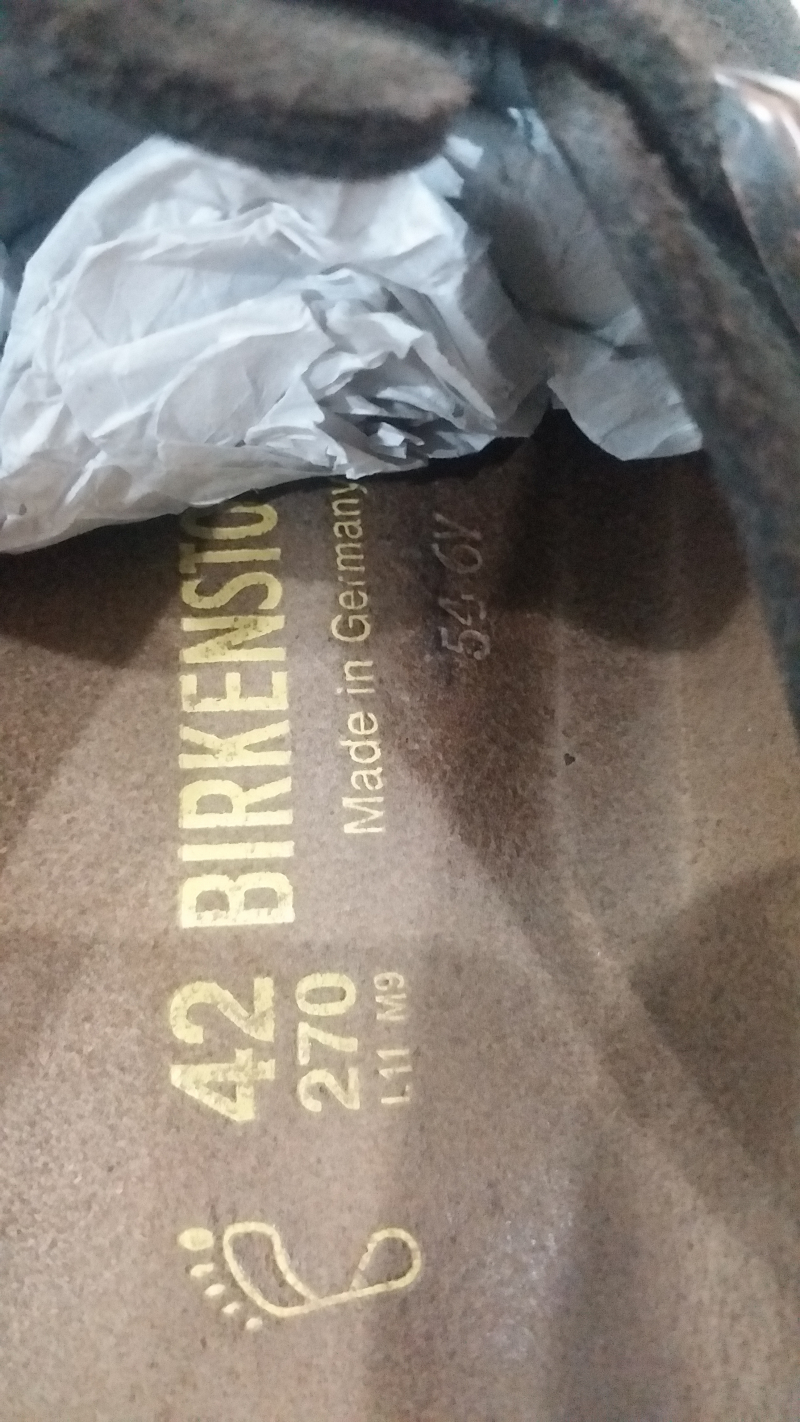 BIRKENSTO
Made in Germany
42
270
L11 M9